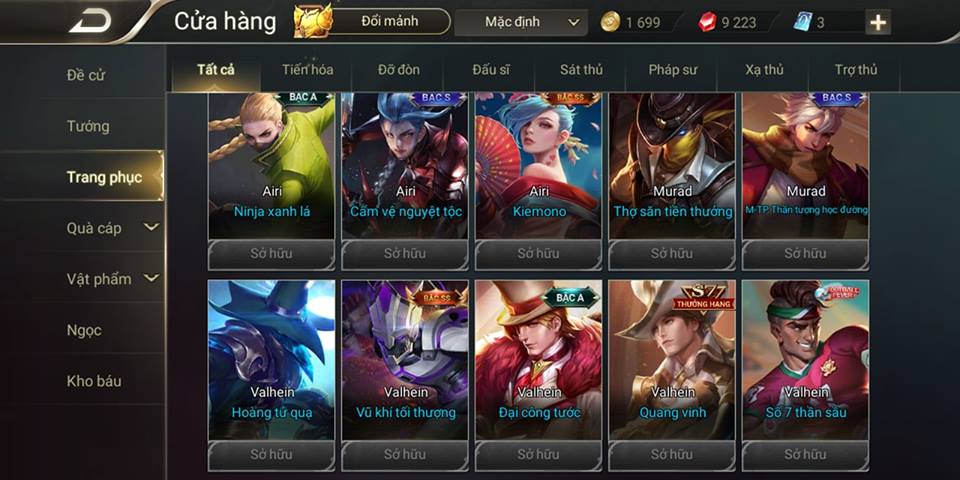 Cửa hàng
Đổi mảnh
Mặc định
1 699
9 223
3
Đề cử
Tướng
Trang phục
Quà cáp
Vật phẩm
Ngọc
Kho báu
Tất cả
Tiến hóa
Đỡ đòn
Đấu sĩ
Sát thủ
Pháp sư
Xạ thủ
Trợ thủ
BẬC A
Airi
Ninja xanh lá
Sở hữu
BẬC S
Airi
Cấm vệ nguyệt tộc
Sở hữu
BẬC SS
Airi
Kiemono
Sở hữu
Murad
Thợ săn tiền thưởng
Sở hữu
BẬC S
Murad
M-TP Thần tượng học đường
Sở hữu
Valhein
Hoàng tử quạ
Sở hữu
BẬC SS
Valhein
Vũ khí tối thượng
Sở hữu
BẬC A
Valhein
Đại công tước
Sở hữu
THƯỞNG HẠNG
Valhein
Quang vinh
Sở hữu
FOOTBALL
FEVER
Valhein
Số 7 thần sầu
Sở hữu